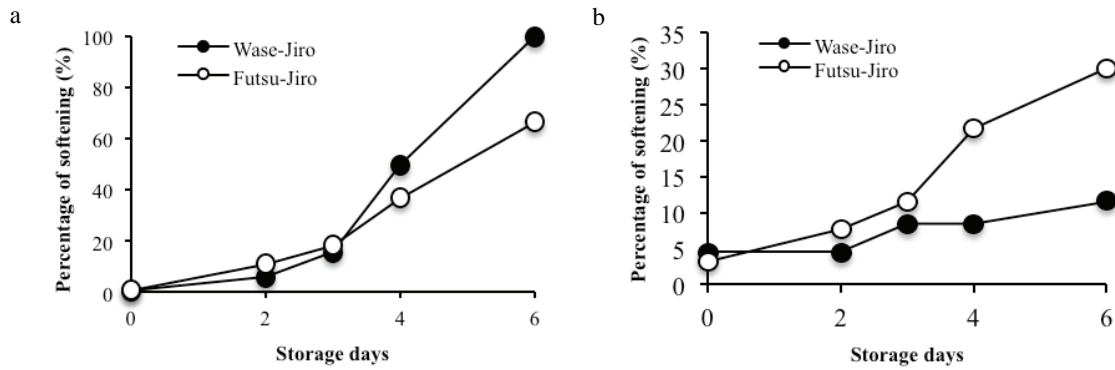 a
Percentage of softening (%)
100
80
60
40
20
0
Wase-Jiro
Futsu-Jiro
0 2 4 6
Storage days
b
Percentage of softening (%)
35
30
25
20
15
10
5
0
Wase-Jiro
Futsu-Jiro
0 2 4 6
Storage days